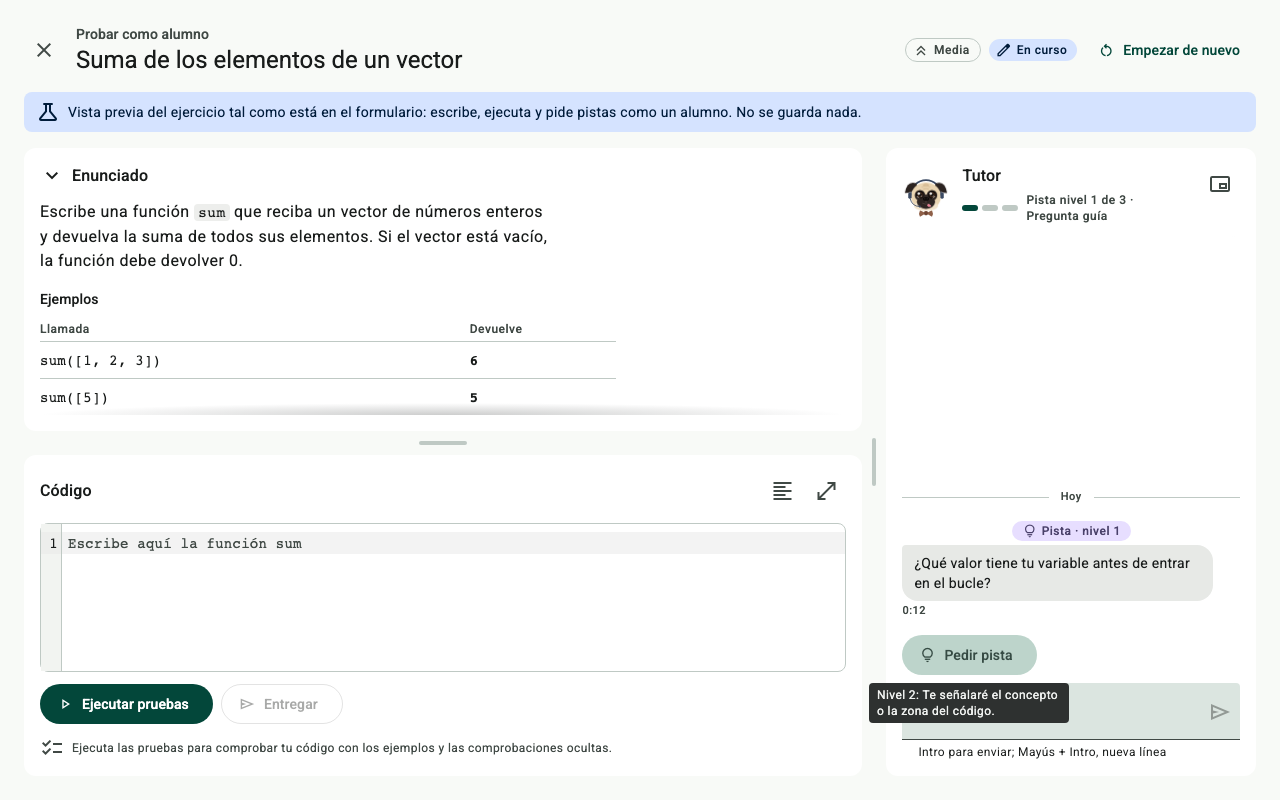 Probar como alumno
Suma de los elementos de un vector
Media
En curso
Empezar de nuevo
Vista previa del ejercicio tal como está en el formulario: escribe, ejecuta y pide pistas como un alumno. No se guarda nada.
Enunciado
Escribe una función sum que reciba un vector de números enteros
y devuelva la suma de todos sus elementos. Si el vector está vacío,
la función debe devolver 0.
Ejemplos
Llamada Devuelve
sum([1, 2, 3]) 6
sum([5]) 5
Código
1 Escribe aquí la función sum
Ejecutar pruebas
Entregar
Ejecuta las pruebas para comprobar tu código con los ejemplos y las comprobaciones ocultas.
Tutor
Pista nivel 1 de 3 ·
Pregunta guía
Hoy
Pista · nivel 1
¿Qué valor tiene tu variable antes de entrar
en el bucle?
0:12
Pedir pista
Nivel 2: Te señalaré el concepto
o la zona del código.
Intro para enviar; Mayús + Intro, nueva línea